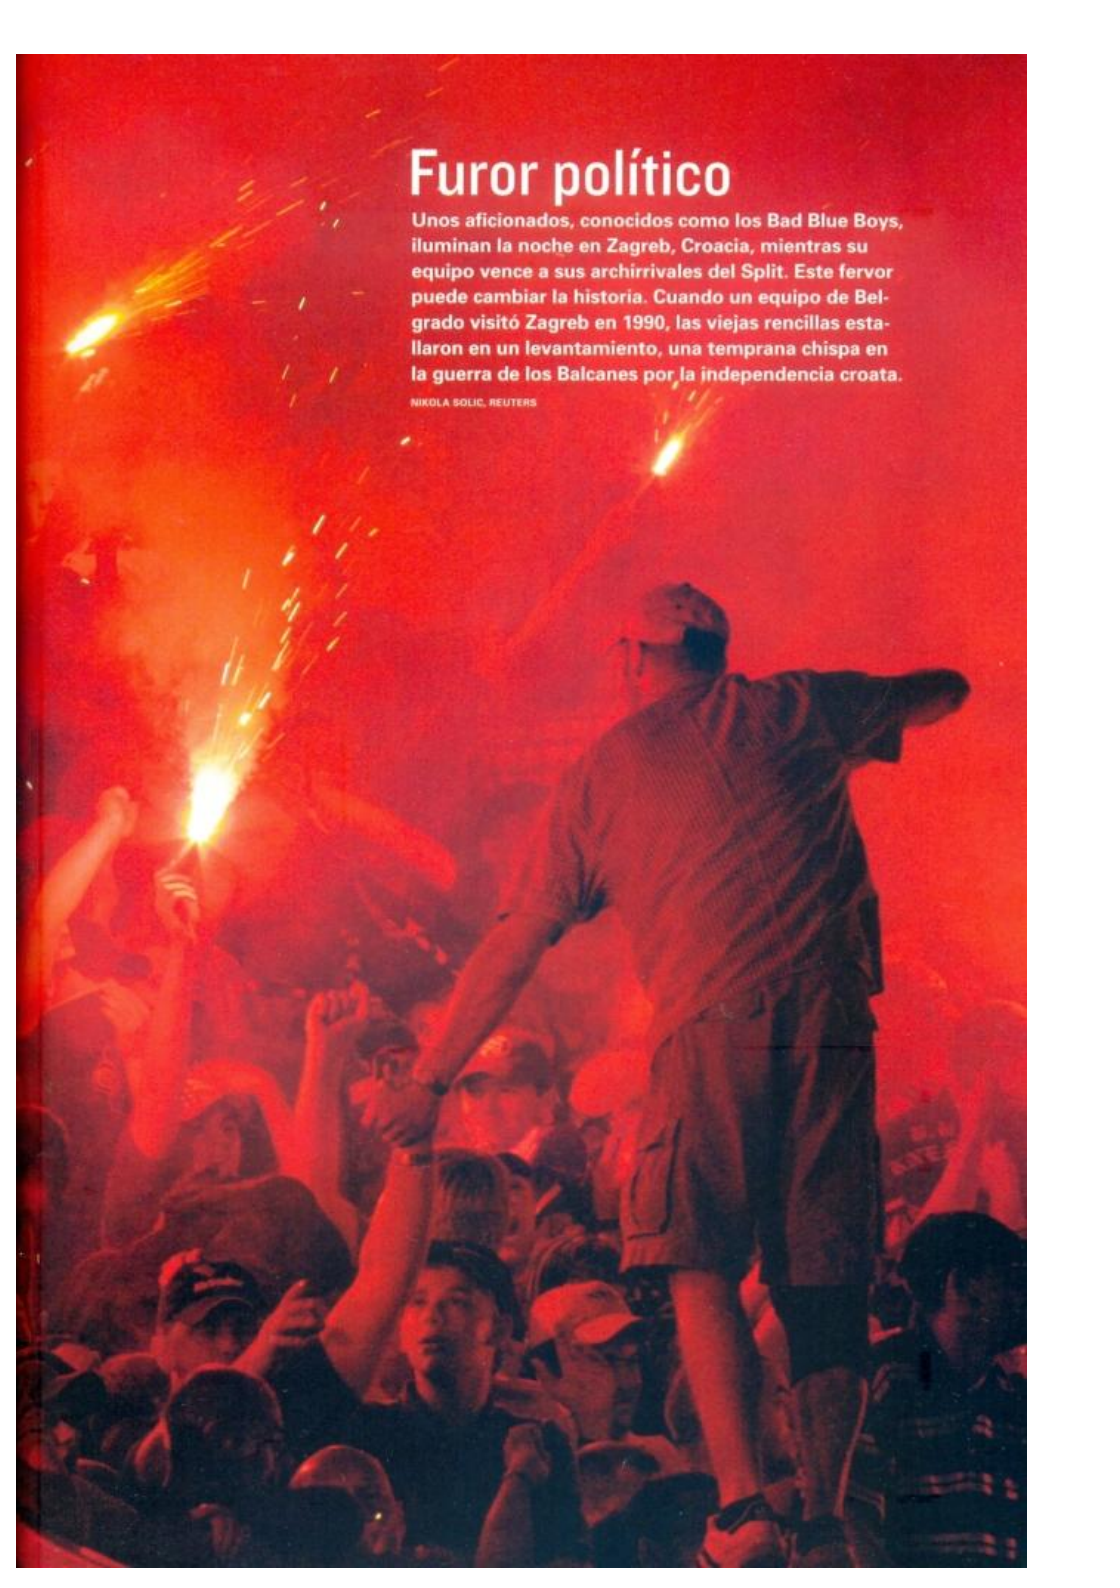 Furor político
Unos aficionados, conocidos como los Bad Blue Boys,
iluminan la noche en Zagreb, Croacia, mientras su
equipo vence a sus archirrivales del Split. Este fervor
puede cambiar la historia. Cuando un equipo de Bel-
grado visitó Zagreb en 1990, las viejas rencillas esta-
llaron en un levantamiento, una temprana chispa en
la guerra de los Balcanes por la independencia croata.
NIKOLA SOLIC, REUTERS